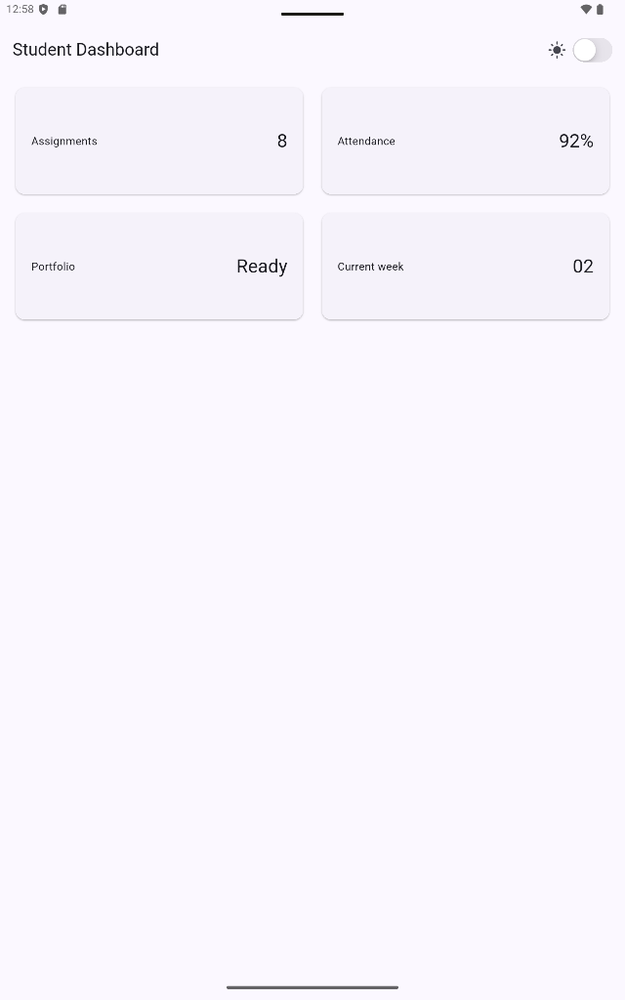 12:58
Student Dashboard
Assignments 8
Attendance 92%
Portfolio Ready
Current week 02